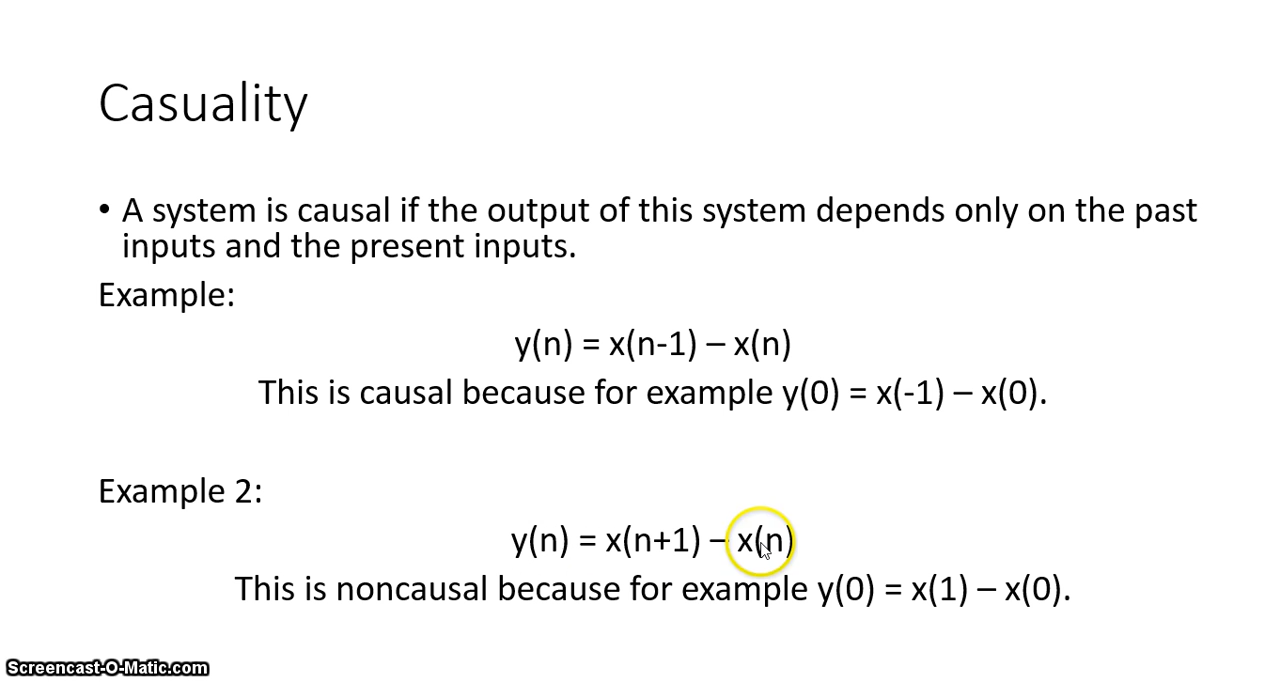 Casuality
• A system is causal if the output of this system depends only on the past
inputs and the present inputs.
Example:
y(n) = x(n-1) – x(n)
This is causal because for example y(0) = x(-1) – x(0).
Example 2:
y(n) = x(n+1) – x(n)
This is noncausal because for example y(0) = x(1) – x(0).
Screencast-O-Matic.com